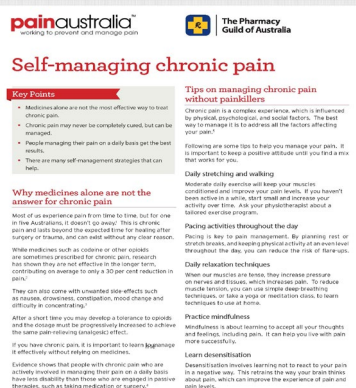 painaustralia™
working to prevent and manage pain
The Pharmacy
Guild of Australia
Self-managing chronic pain
Key Points
• Medicines alone are not the most effective way to treat
chronic pain.
• Chronic pain may never be completely cured, but can be
managed.
• People managing their pain on a daily basis get the best
results.
• There are many self-management strategies that can
help.
Why medicines alone are not the
answer for chronic pain
Most of us experience pain from time to time, but for one
in five Australians, it doesn't go away. This is chronic
pain and lasts beyond the expected time for healing after
surgery or trauma, and can exist without any clear reason.
While medicines such as codeine or other opioids
are sometimes prescribed for chronic pain, research
has shown they are not effective in the longer term,
contributing on average to only a 30 per cent reduction in
pain.
They can also come with unwanted side-effects such
as nausea, drowsiness, constipation, mood change and
difficulty in concentrating.
After a short time you may develop a tolerance to opioids
and the dosage must be progressively increased to achieve
the same pain-relieving (analgesic) effect.
If you have chronic pain, it is important to learn to manage
it effectively without relying on medicines.
Evidence shows that people with chronic pain who are
actively involved in managing their pain on a daily basis
have less disability than those who are engaged in passive
therapies, such as taking medication or surgery.
Tips on managing chronic pain
without painkillers
Chronic pain is a complex experience, which is influenced
by physical, psychological, and social factors. The best
way to manage it is to address all the factors affecting
your pain.
Following are some tips to help you manage your pain. It
is important to keep a positive attitude until you find a mix
that works for you.
Daily stretching and walking
Moderate daily exercise will keep your muscles
conditioned and improve your pain levels. If you haven't
been active in a while, start small and increase your
activity over time. Ask your physiotherapist about a
tailored exercise program.
Pacing activities throughout the day
Pacing is key to pain management. By planning rest or
stretch breaks, and keeping physical activity at an even level
throughout the day, you can reduce the risk of flare-ups.
Daily relaxation techniques
When our muscles are tense, they increase pressure
on nerves and tissues, which increases pain. To reduce
muscle tension, you can use simple deep breathing
techniques, or take a yoga or meditation class, to learn
techniques to use at home.
Practice mindfulness
Mindfulness is about learning to accept all your thoughts
and feelings, including pain. It can help you live with pain
more successfully.
Learn desensitisation
Desensitisation involves learning not to react to your pain
in a negative way. This retrains the way your brain thinks
about pain, which can improve the experience of pain and
pain levels.